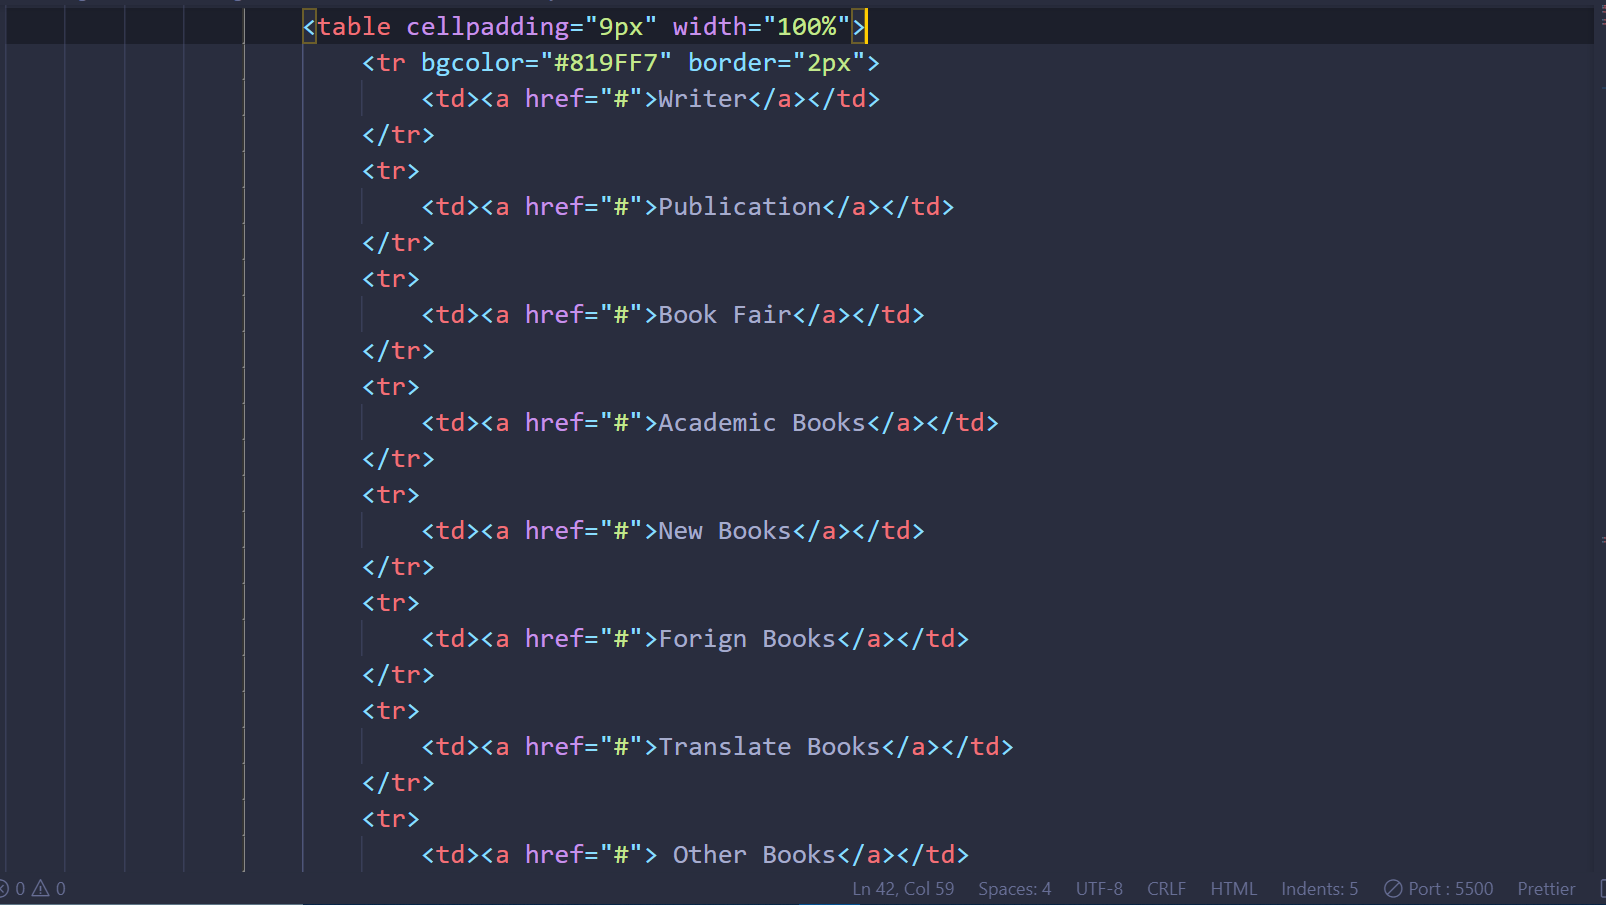 <table cellpadding="9px" width="100%">
<tr bgcolor="#819FF7" border="2px">
<td><a href="#">Writer</a></td>
</tr>
<tr>
<td><a href="#">Publication</a></td>
</tr>
<tr>
<td><a href="#">Book Fair</a></td>
</tr>
<tr>
<td><a href="#">Academic Books</a></td>
</tr>
<tr>
<td><a href="#">New Books</a></td>
</tr>
<tr>
<td><a href="#">Forign Books</a></td>
</tr>
<tr>
<td><a href="#">Translate Books</a></td>
</tr>
<tr>
<td><a href="#"> Other Books</a></td>
0 0 Ln 42, Col 59 Spaces: 4 UTF-8 CRLF HTML Indents: 5 Port : 5500 Prettier